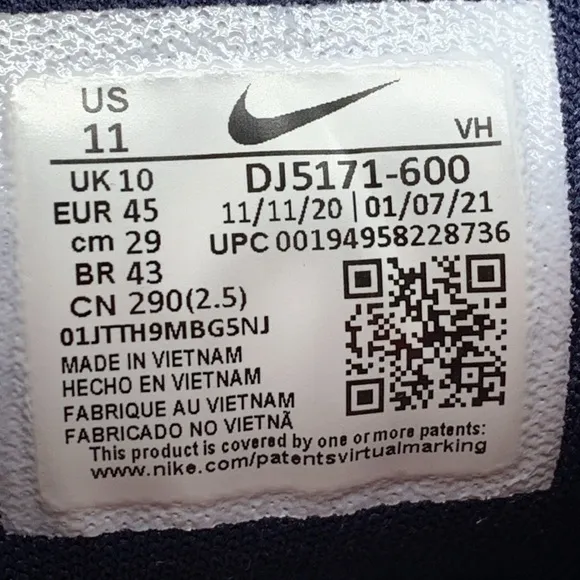 US
11
VH
UK 10
DJ5171-600
EUR 45
11/11/20 | 01/07/21
cm 29
UPC 00194958228736
BR 43
CN 290(2.5)
01JTTH9MBG5NJ
MADE IN VIETNAM
HECHO EN VIETNAM
FABRIQUE AU VIETNAM
FABRICADO NO VIETNÃ
This product is covered by one or more patents:
www.nike.com/patentsvirtualmarking